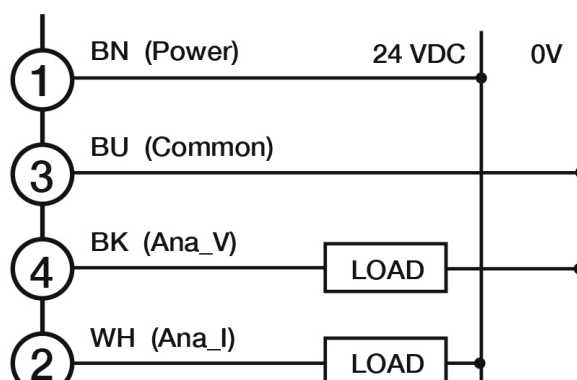 BN (Power) 24 VDC 0V
1
BU (Common)
3
BK (Ana_V)
4 LOAD
WH (Ana_I)
2 LOAD